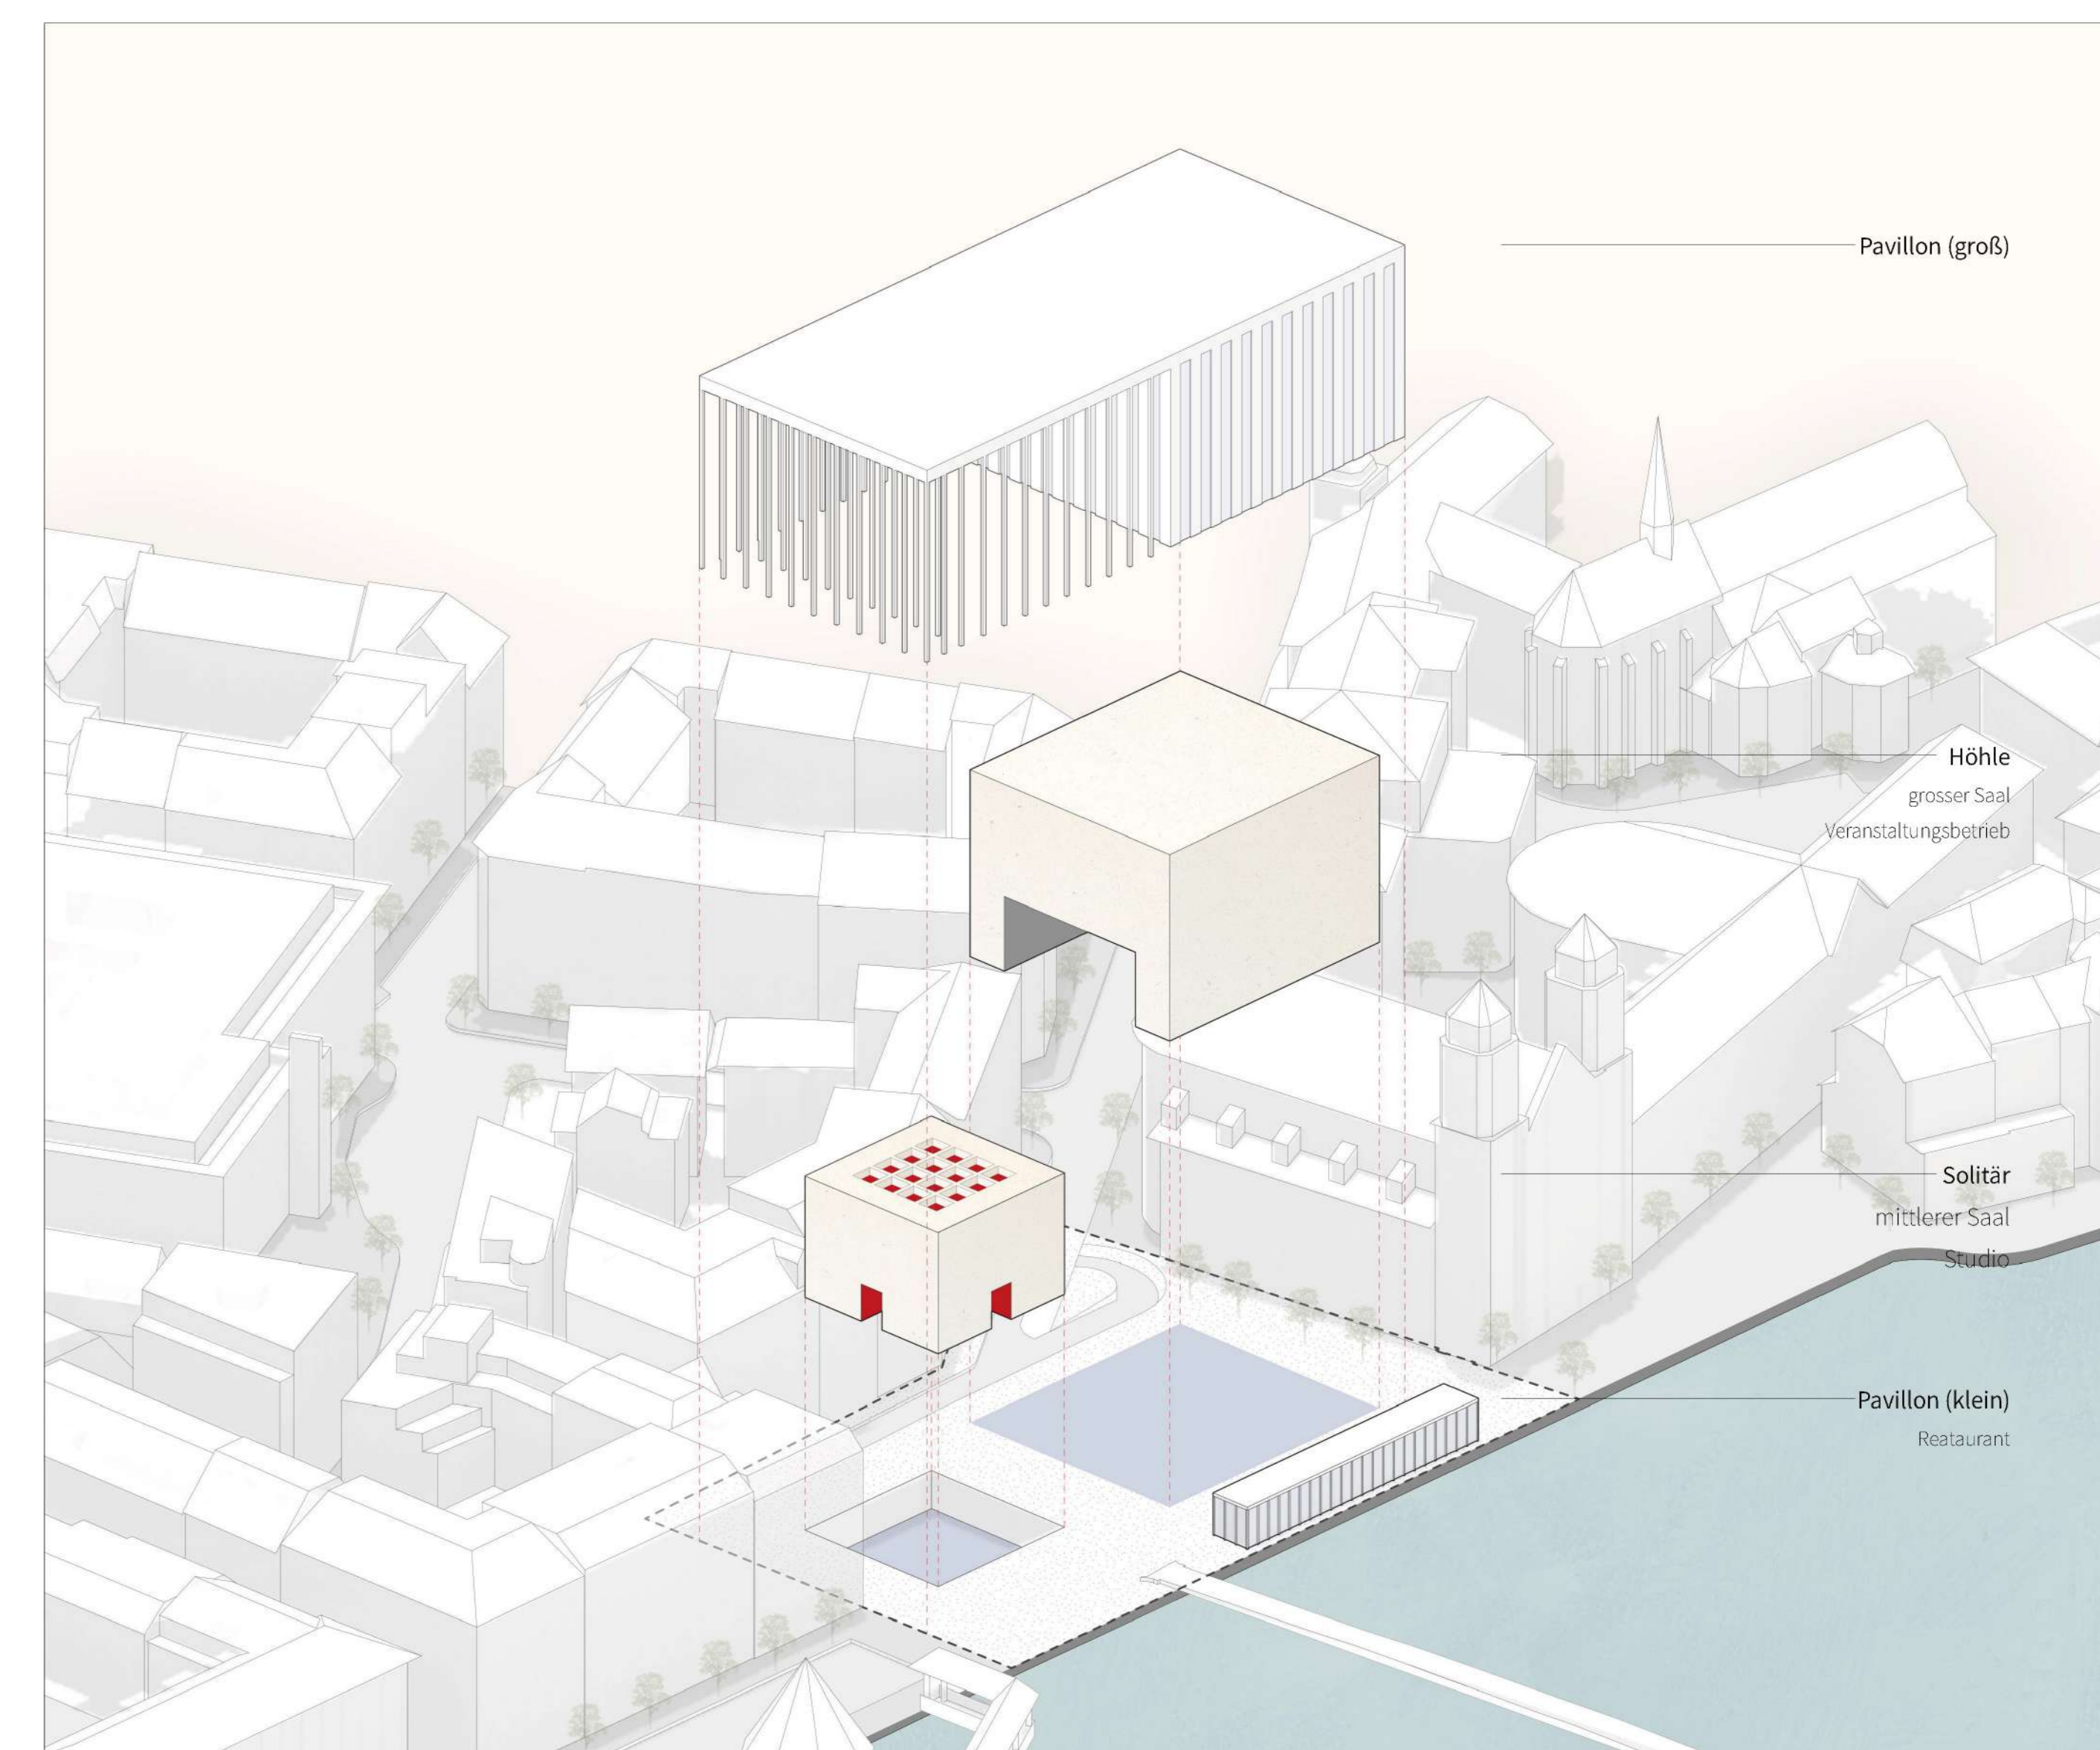 Pavillon (groß)
Höhle
grosser Saal
Veranstaltungsbetrieb
Solitär
mittlerer Saal
Studio
Pavillon (klein)
Reataurant